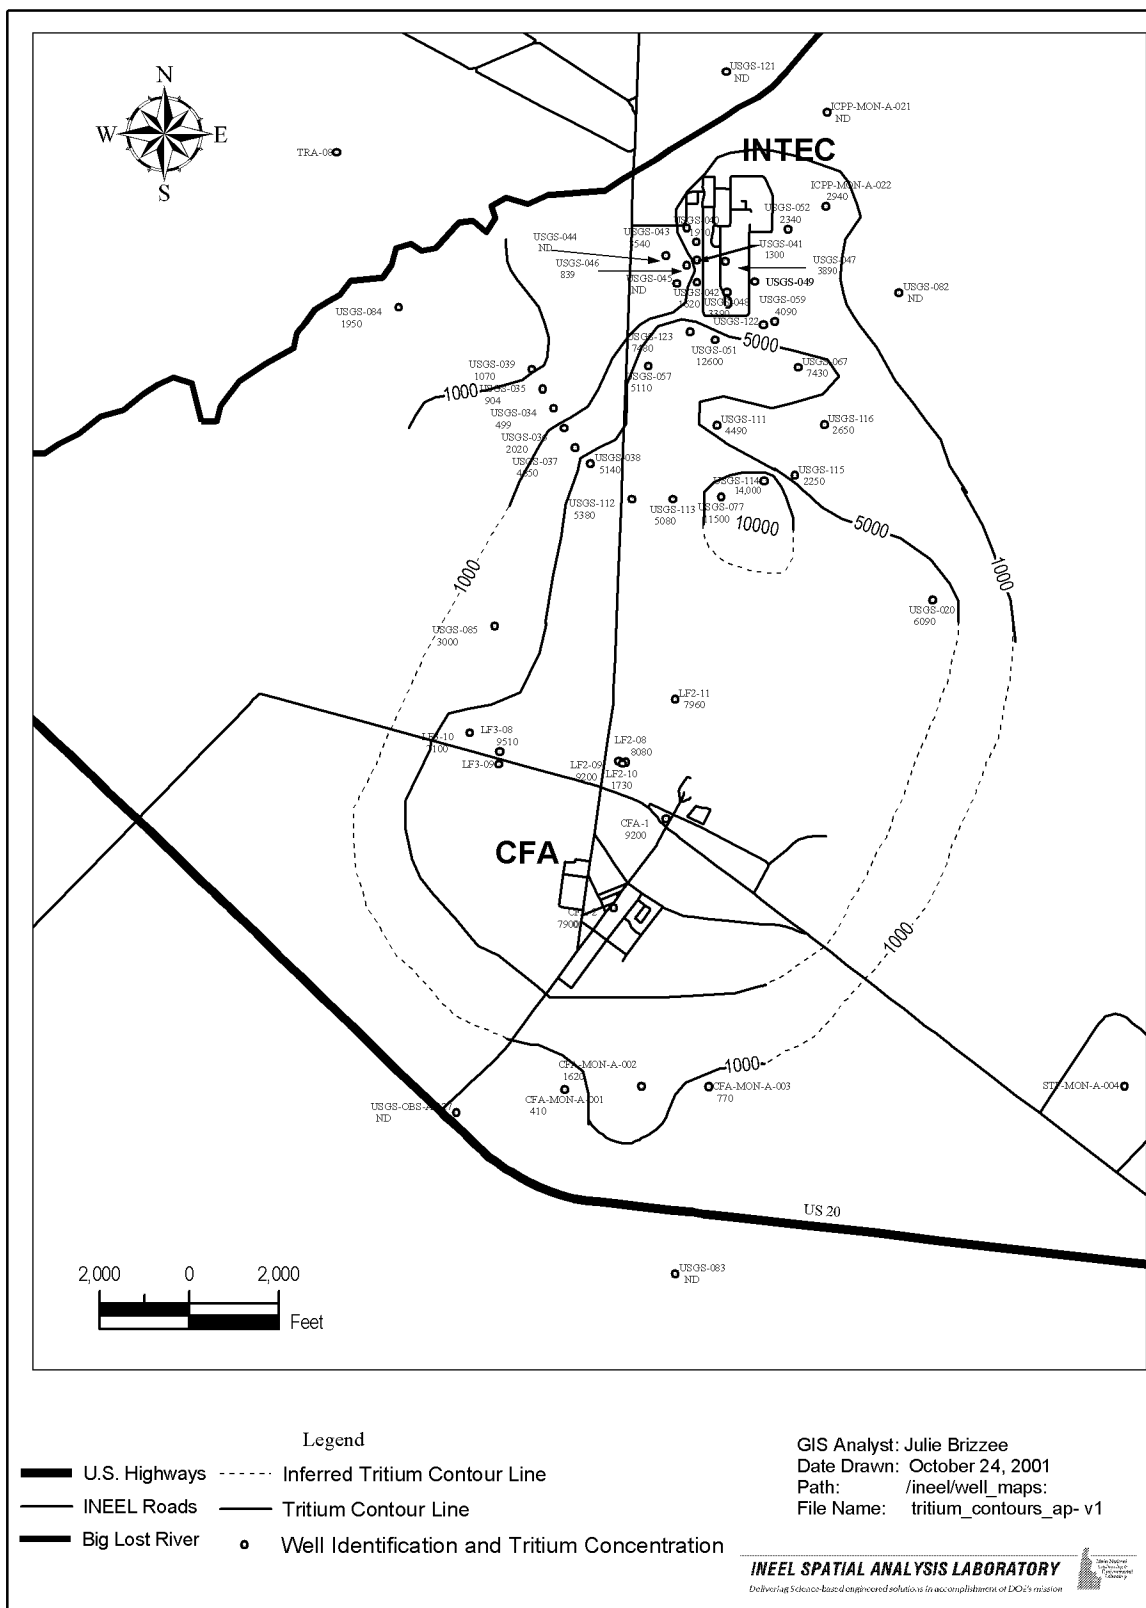 USGS-121
ND
N
W
E
S
ICPP-MON-A-021
ND
TRA-08
INTEC
ICPP-MON-A-022
2940
USGS-052
2340
USGS-040
1970
USGS-043
5540
USGS-044
ND
USGS-041
1300
USGS-046
839
USGS-047
3890
USGS-045
ND
USGS-049
USGS-042
1620
USGS-082
ND
USGS-048
3390
USGS-059
4090
USGS-084
1950
USGS-122
USGS-123
7480
USGS-051
12600
5000
USGS-039
1070
USGS-057
5110
USGS-067
7430
1000
USGS-035
904
USGS-034
499
USGS-036
2020
USGS-111
4490
USGS-116
2650
USGS-037
4850
USGS-038
5140
USGS-115
2250
USGS-114
14,000
USGS-112
5380
USGS-113
5080
USGS-077
11500
10000
5000
1000
1000
USGS-020
6090
USGS-085
3000
LF2-11
7960
LF3-10
LF3-08
9510
LF3-09
LF2-08
8080
LF2-09
9200
LF2-10
1730
CFA-1
9200
CFA
7900
1000
CFA-MON-A-002
1620
1000
CFA-MON-A-001
410
CFA-MON-A-003
770
ND
US 20
USGS-083
ND
2,000
0
2,000
Feet
Legend
U.S. Highways
Inferred Tritium Contour Line
INEEL Roads
Tritium Contour Line
Big Lost River
Well Identification and Tritium Concentration
GIS Analyst: Julie Brizzee
Date Drawn: October 24, 2001
Path: /ineel/well_maps:
File Name: tritium_contours_ap- v1
INEEL SPATIAL ANALYSIS LABORATORY
Delivering Science-based engineered solutions in accomplishment of DOE's mission